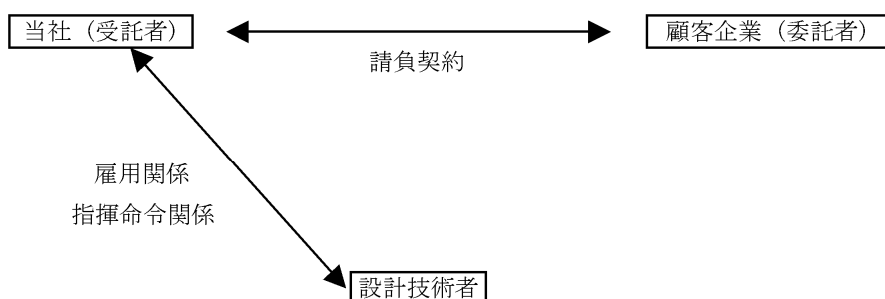 当社（受託者）
顧客企業（委託者）
請負契約
雇用関係
指揮命令関係
設計技術者